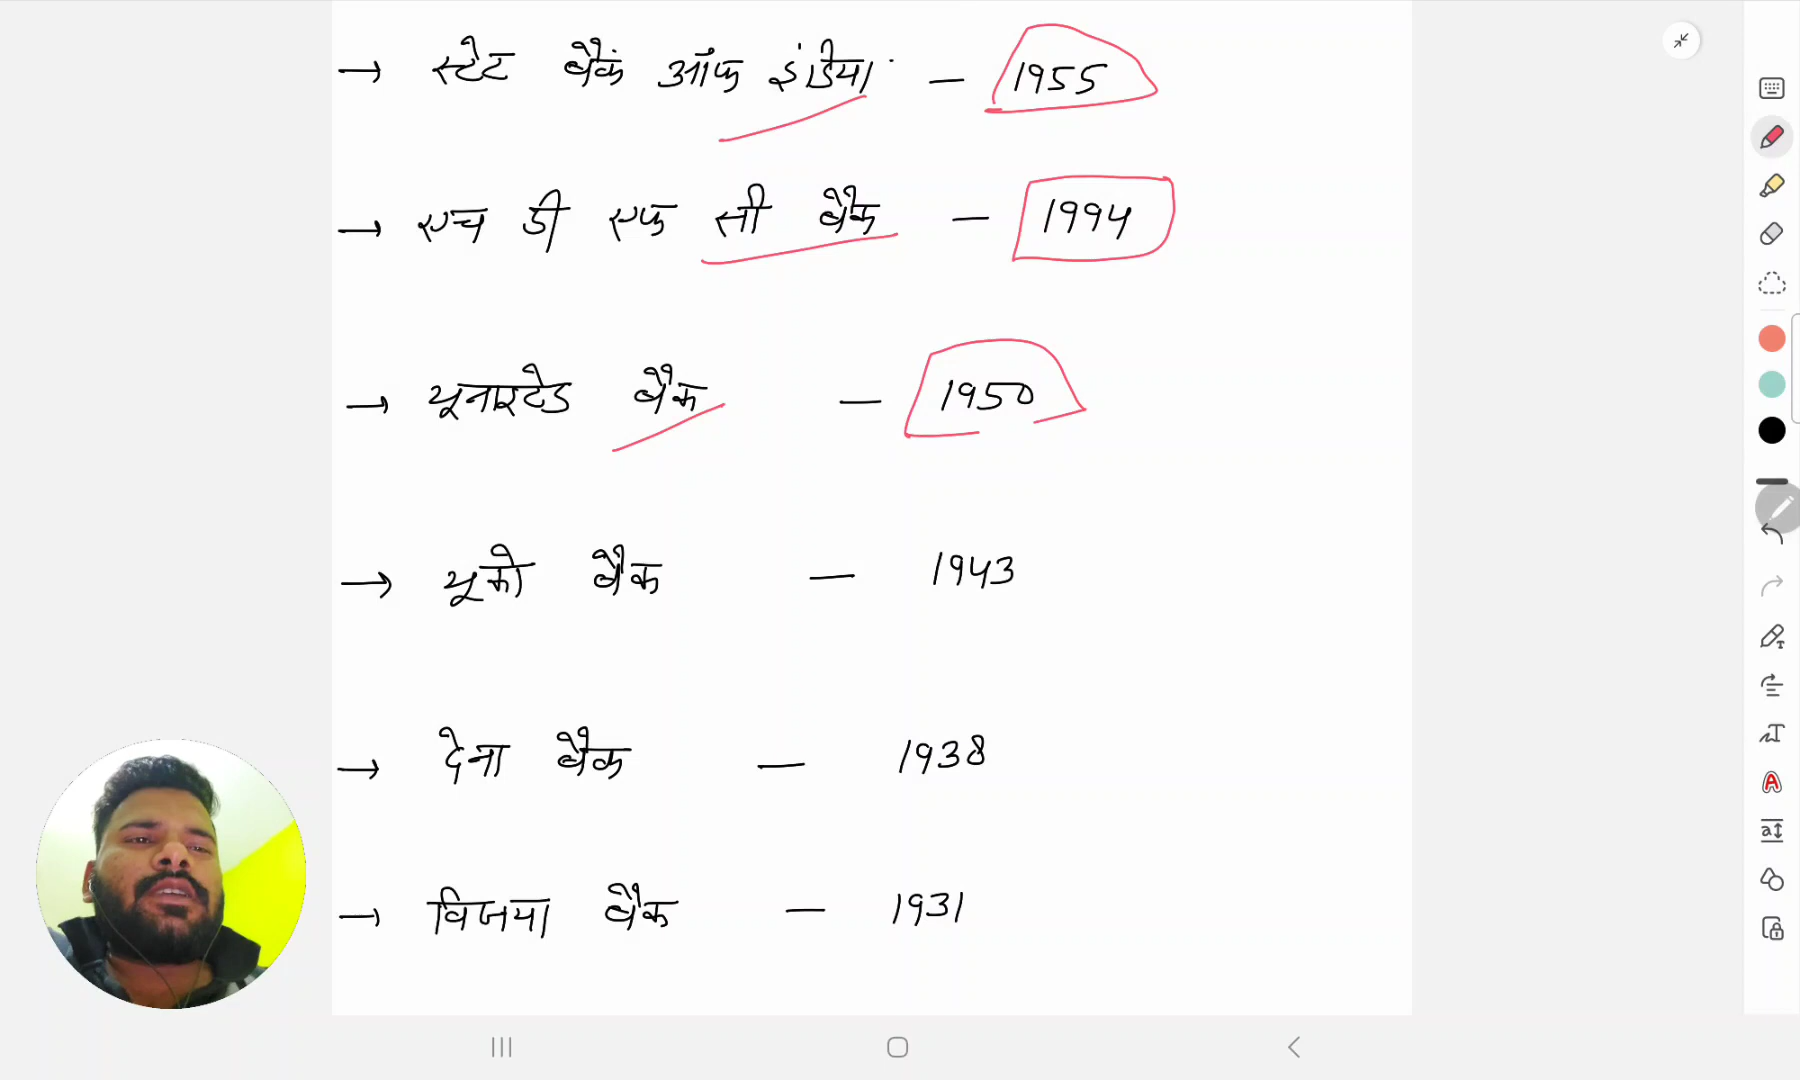 → स्टेट बैंक ऑफ इंडिया — 1955
→ एच डी एफ सी बैंक — 1994
→ यूनाइटेड बैंक — 1950
→ यूको बैंक — 1943
→ देना बैंक — 1938
→ विजया बैंक — 1931